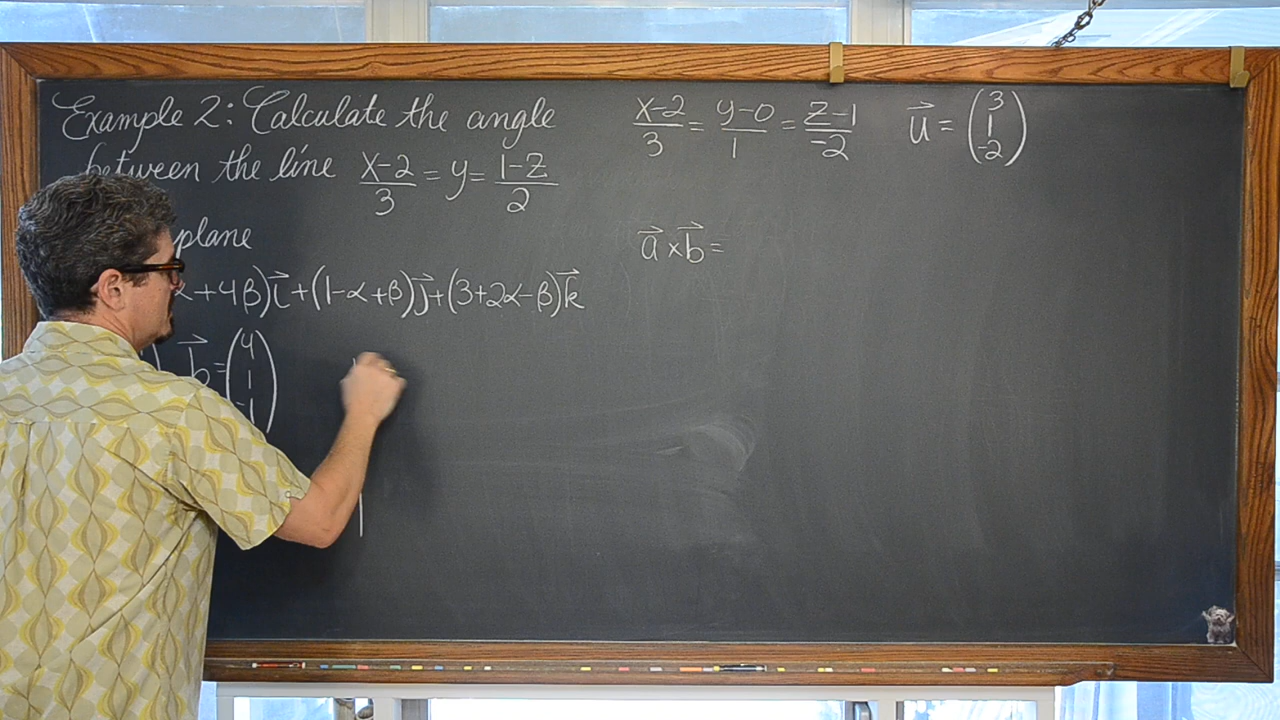 Example 2: Calculate the angle
between the line (x-2)/3 = y = (1-z)/2
plane
α+4β)i⃗+(1-α+β)j⃗+(3+2α-β)k⃗
b⃗=(4 1 -1)
(x-2)/3 = (y-0)/1 = (z-1)/-2 u⃗ = (3 1 -2)
a⃗ x b⃗ =